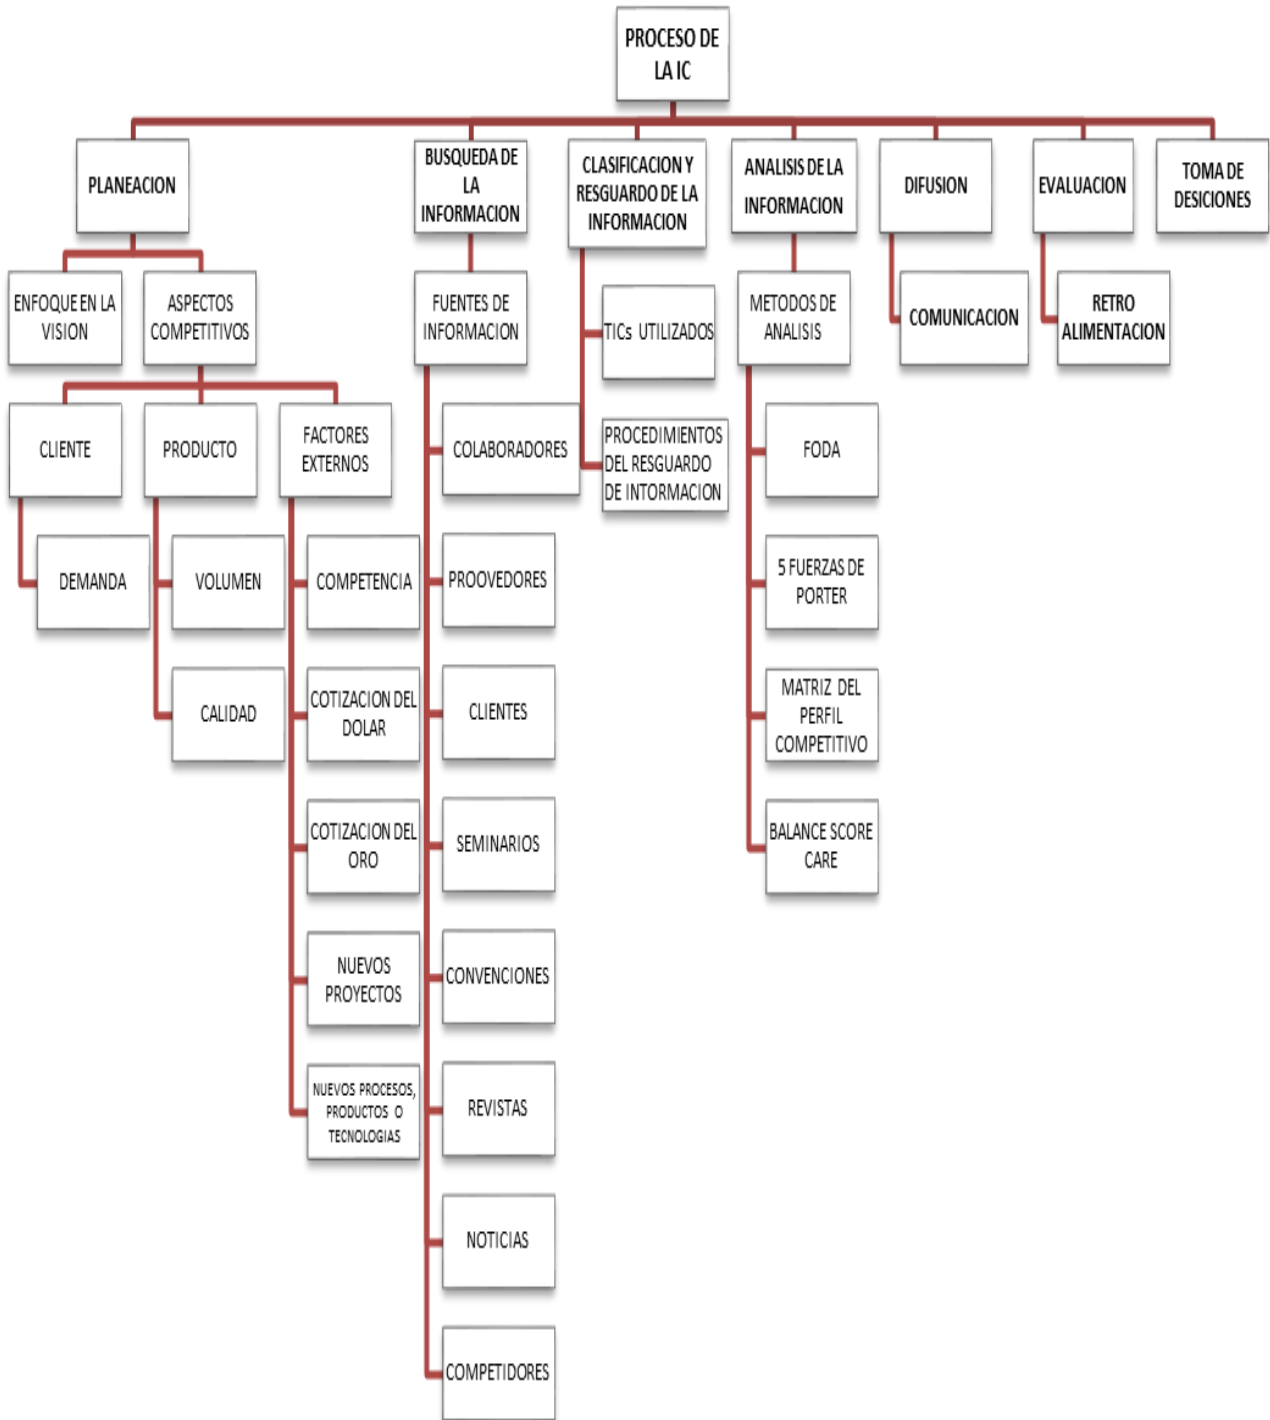 PROCESO DE
LA IC
PLANEACION
BUSQUEDA DE
LA
INFORMACION
CLASIFICACION Y
RESGUARDO DE LA
INFORMACION
ANALISIS DE LA
INFORMACION
DIFUSION
EVALUACION
TOMA DE
DESICIONES
ENFOQUE EN LA
VISION
ASPECTOS
COMPETITIVOS
FUENTES DE
INFORMACION
TICs UTILIZADOS
METODOS DE
ANALISIS
COMUNICACION
RETRO
ALIMENTACION
CLIENTE
PRODUCTO
FACTORES
EXTERNOS
COLABORADORES
PROCEDIMIENTOS
DEL RESGUARDO
DE INTORMACION
FODA
DEMANDA
VOLUMEN
COMPETENCIA
PROOVEDORES
5 FUERZAS DE
PORTER
CALIDAD
COTIZACION DEL
DOLAR
CLIENTES
MATRIZ DEL
PERFIL
COMPETITIVO
COTIZACION DEL
ORO
SEMINARIOS
BALANCE SCORE
CARE
NUEVOS
PROYECTOS
CONVENCIONES
NUEVOS PROCESOS,
PRODUCTOS O
TECNOLOGIAS
REVISTAS
NOTICIAS
COMPETIDORES